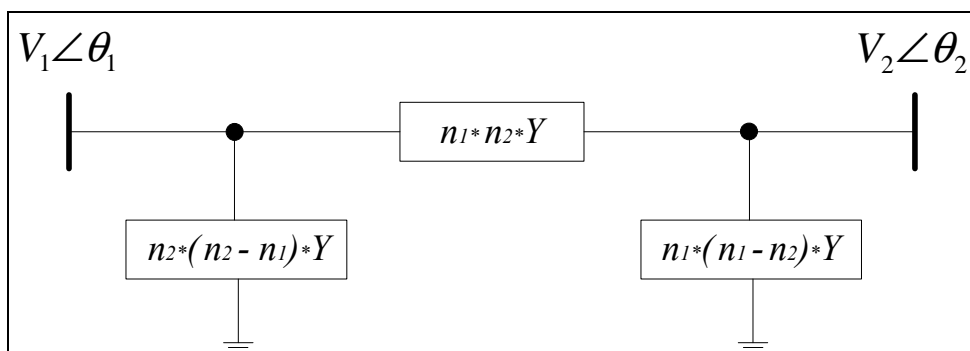 V₁∠θ₁
V₂∠θ₂
n₁*n₂*Y
n₂*(n₂ - n₁)*Y
n₁*(n₁ - n₂)*Y